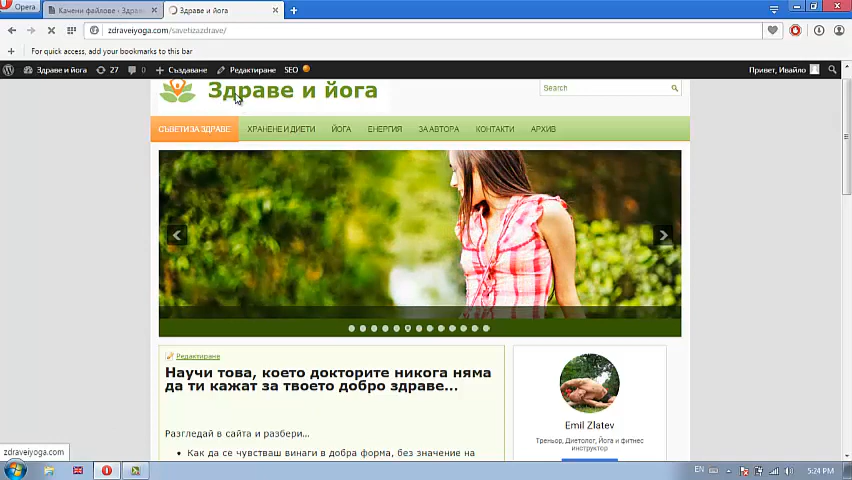 Opera
Качени файлове ‹ Здраве
Здраве и йога
zdraveiyoga.com/savetizazdrave/
For quick access, add your bookmarks to this bar
Здраве и йога
27
0
Създаване
Редактиране
SEO
Привет, Ивайло
Здраве и йога
Search
СЪВЕТИ ЗА ЗДРАВЕ
ХРАНЕНЕ И ДИЕТИ
ЙОГА
ЕНЕРГИЯ
ЗА АВТОРА
КОНТАКТИ
АРХИВ
Редактиране
Научи това, което докторите никога няма
да ти кажат за твоето добро здраве...
Разгледай в сайта и разбери...
Как да се чувстваш винаги в добра форма, без значение на
Emil Zlatev
Треньор, Диетолог, Йога и фитнес
инструктор
zdraveiyoga.com
EN
5:24 PM